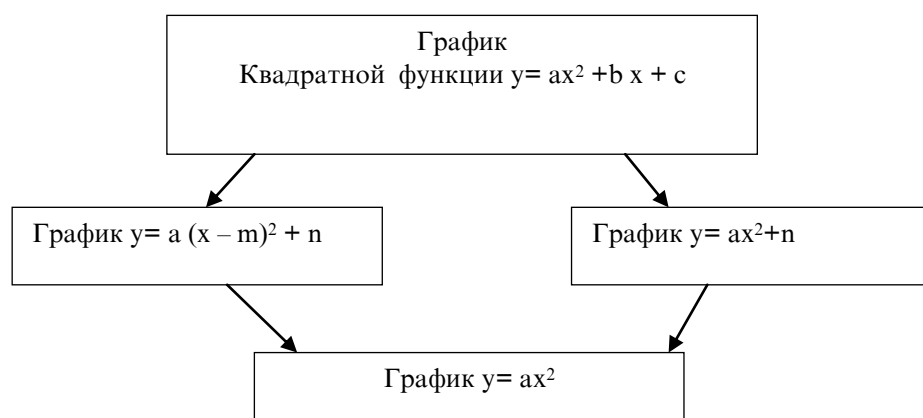 График
Квадратной функции y= ax² +b x + c
График y= a (x – m)² + n
График y= ax²+n
График y= ax²